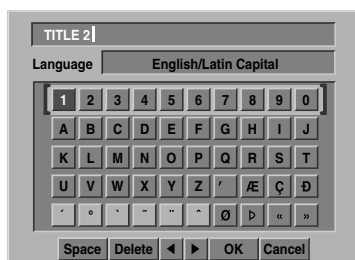 TITLE 2
Language English/Latin Capital
1 2 3 4 5 6 7 8 9 0
A B C D E F G H I J
K L M N O P Q R S T
U V W X Y Z ′ Æ Ç Ð
´ ° ` ~ ¨ ^ Ø Þ « »
Space Delete ◀ ▶ OK Cancel